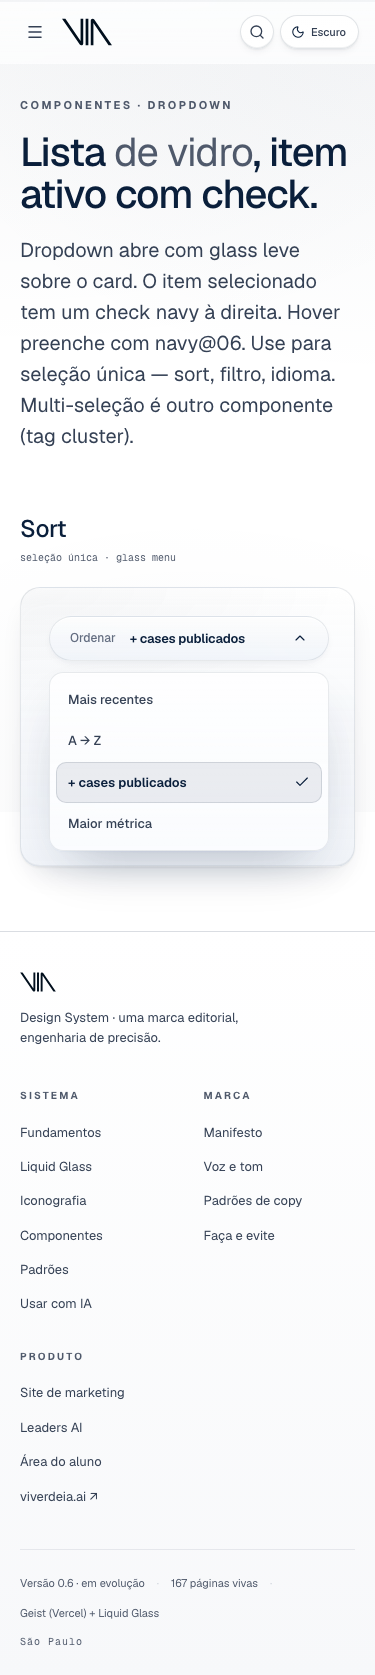 VIA
Escuro
COMPONENTES · DROPDOWN
Lista de vidro, item
ativo com check.
Dropdown abre com glass leve
sobre o card. O item selecionado
tem um check navy à direita. Hover
preenche com navy@06. Use para
seleção única — sort, filtro, idioma.
Multi-seleção é outro componente
(tag cluster).
Sort
seleção única · glass menu
Ordenar + cases publicados
Mais recentes
A → Z
+ cases publicados
Maior métrica
VIA
Design System · uma marca editorial,
engenharia de precisão.
SISTEMA
Fundamentos
Liquid Glass
Iconografia
Componentes
Padrões
Usar com IA
MARCA
Manifesto
Voz e tom
Padrões de copy
Faça e evite
PRODUTO
Site de marketing
Leaders AI
Área do aluno
viverdeia.ai ↗
Versão 0.6 · em evolução · 167 páginas vivas ·
Geist (Vercel) + Liquid Glass
São Paulo